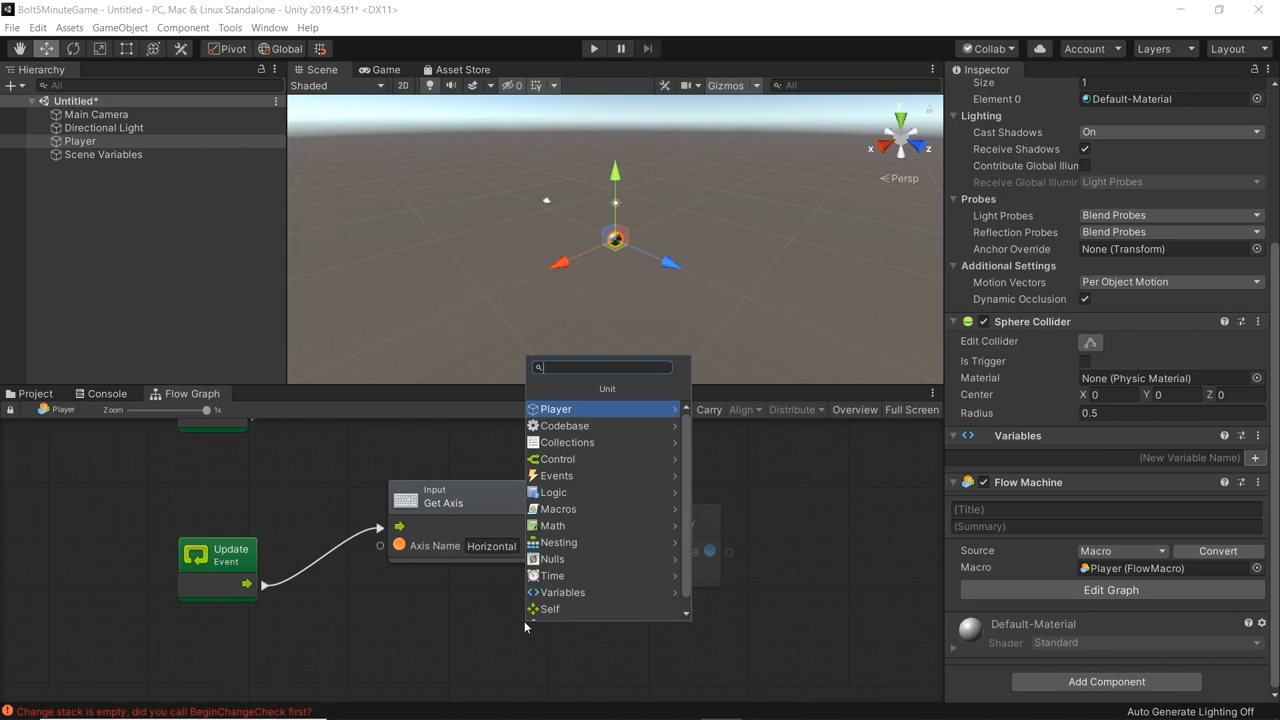 Bolt5MinuteGame - Untitled - PC, Mac & Linux Standalone - Unity 2019.4.5f1* <DX11>
File Edit Assets GameObject Component Tools Window Help
Pivot Global Collab Account Layers Layout
Hierarchy
All
Untitled*
Main Camera
Directional Light
Player
Scene Variables
Scene Game Asset Store
Shaded 2D 0 Gizmos All
y
x z
Persp
Inspector
Size 1
Element 0 Default-Material
Lighting
Cast Shadows On
Receive Shadows
Contribute Global Illun
Receive Global Illumir Light Probes
Probes
Light Probes Blend Probes
Reflection Probes Blend Probes
Anchor Override None (Transform)
Additional Settings
Motion Vectors Per Object Motion
Dynamic Occlusion
Sphere Collider
Edit Collider
Is Trigger
Material None (Physic Material)
Center X 0 Y 0 Z 0
Radius 0.5
Variables
(New Variable Name)
Flow Machine
(Title)
(Summary)
Source Macro Convert
Macro Player (FlowMacro)
Edit Graph
Default-Material
Shader Standard
Add Component
Project Console Flow Graph
Player Zoom 1x Carry Align Distribute Overview Full Screen
Update
Event
Input
Get Axis
Axis Name Horizontal
B
Unit
Player
Codebase
Collections
Control
Events
Logic
Macros
Math
Nesting
Nulls
Time
Variables
Self
Change stack is empty, did you call BeginChangeCheck first?
Auto Generate Lighting Off